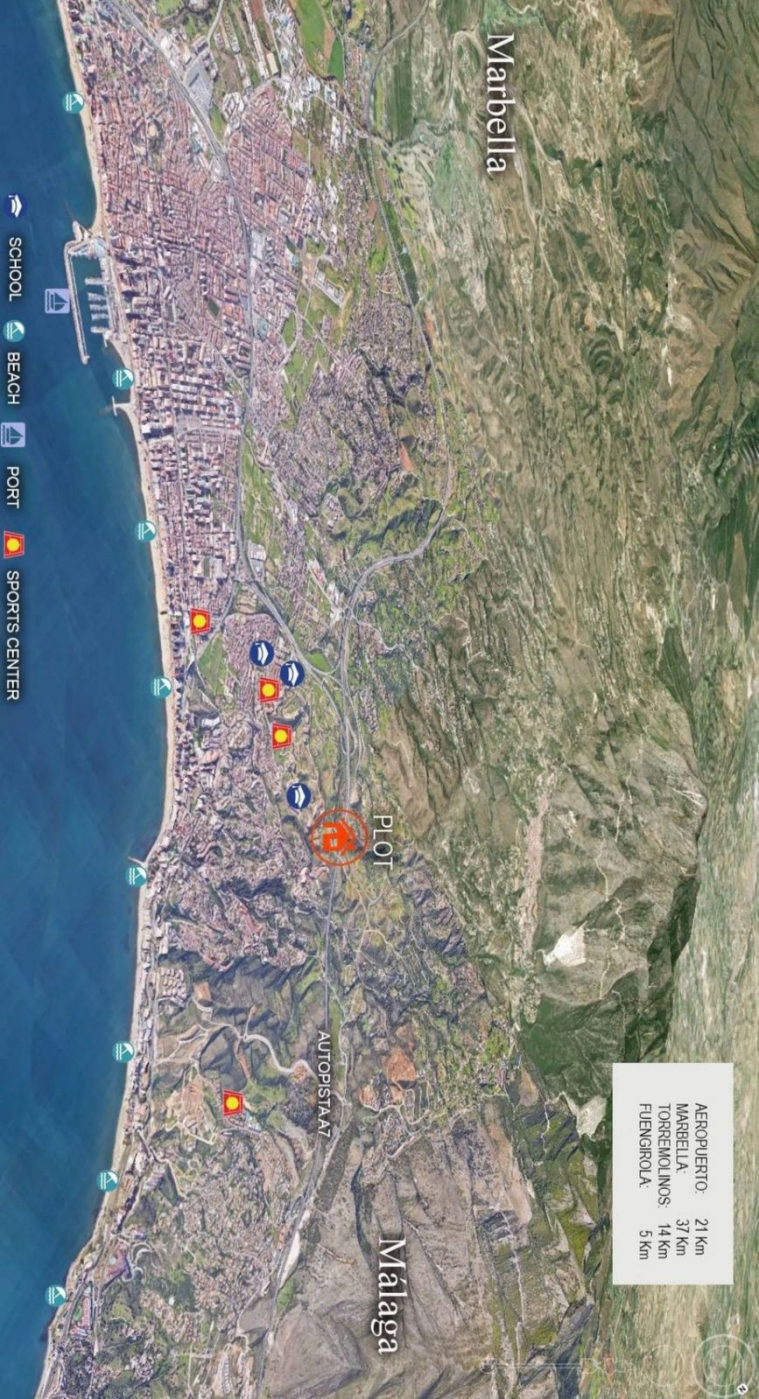 Marbella
Málaga
PLOT
AUTOPISTA A7
AEROPUERTO: 21 Km
MARBELLA: 37 Km
TORREMOLINOS: 14 Km
FUENGIROLA: 5 Km
SCHOOL BEACH PORT SPORTS CENTER